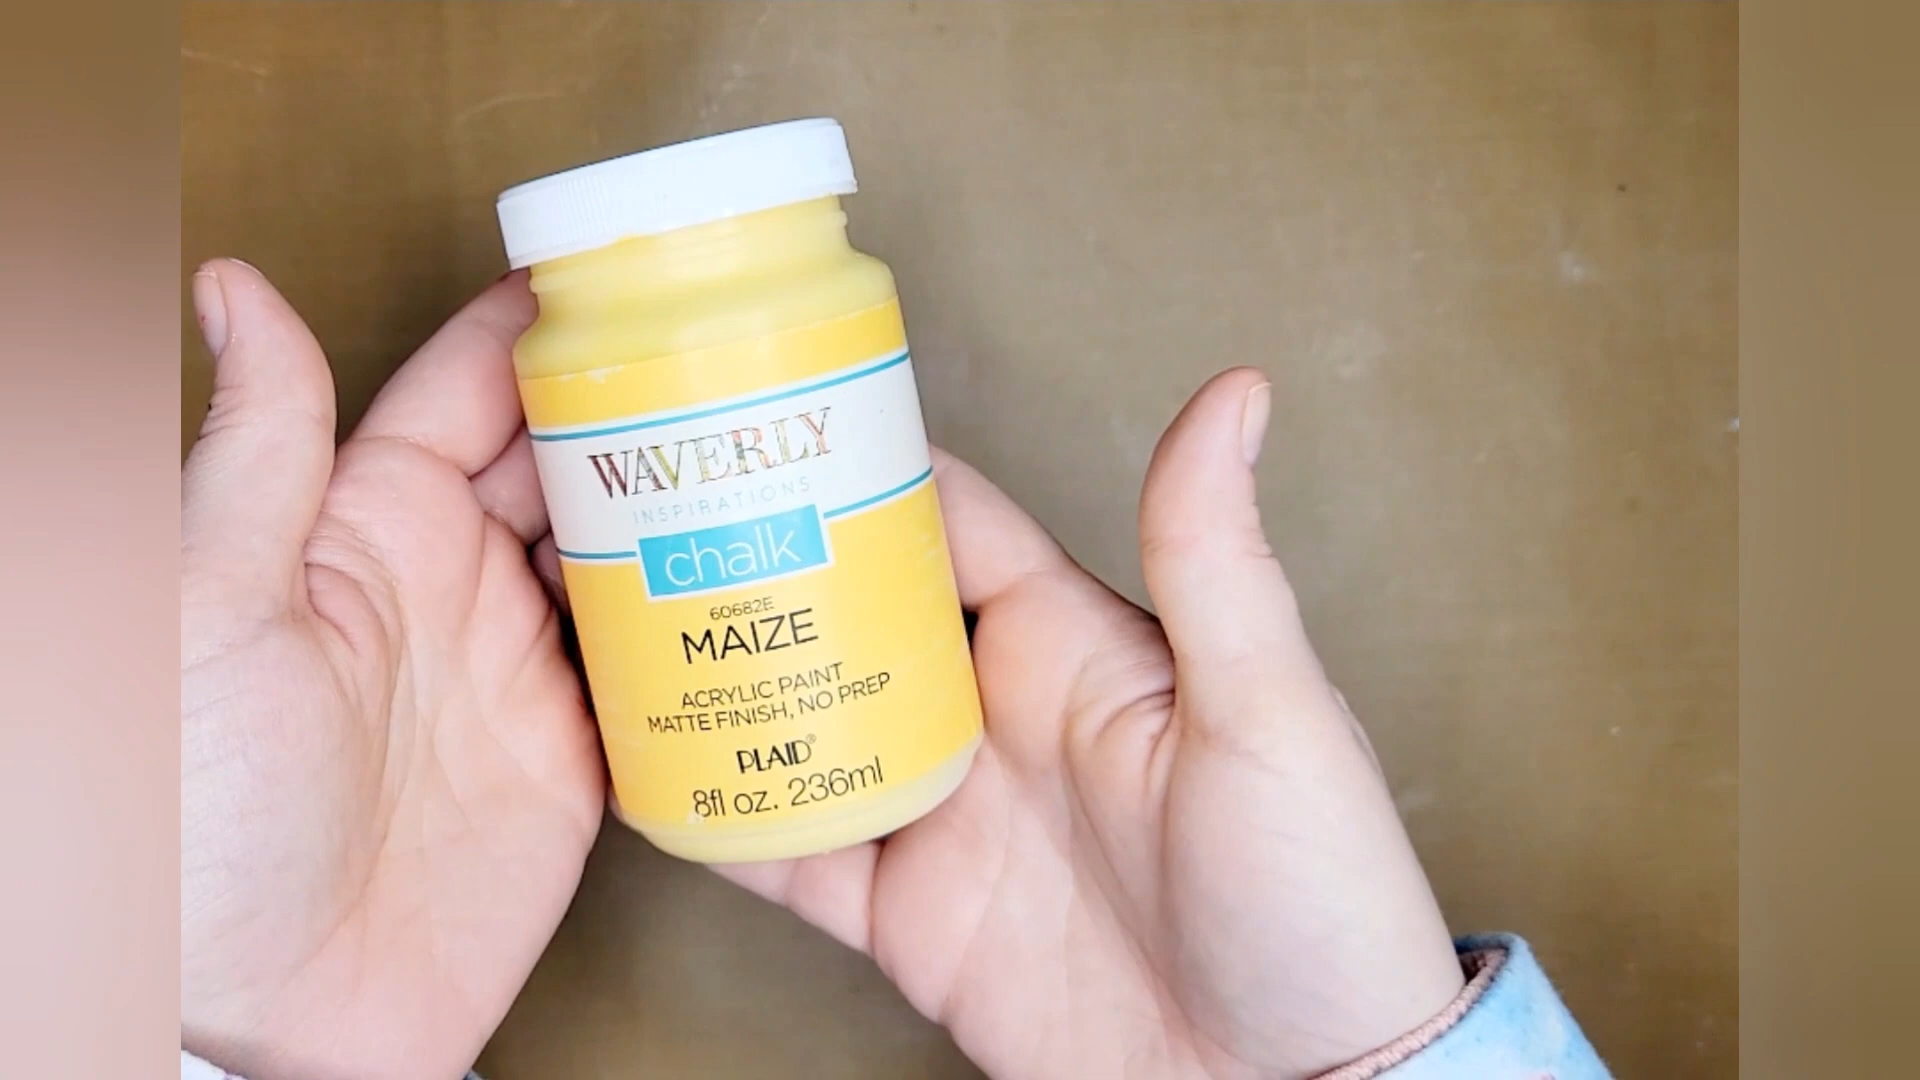 WAVERLY
INSPIRATIONS
chalk
60682E
MAIZE
ACRYLIC PAINT
MATTE FINISH, NO PREP
PLAID®
8fl oz. 236ml